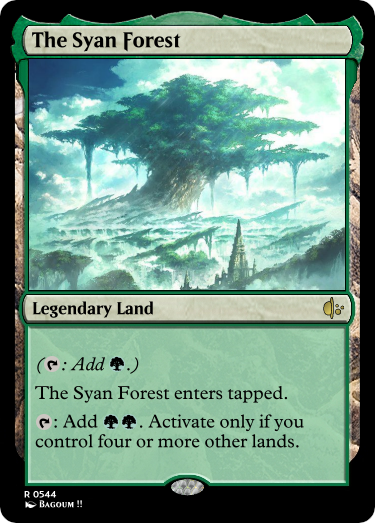 The Syan Forest
Legendary Land
(: Add .)
The Syan Forest enters tapped.
: Add . Activate only if you
control four or more other lands.
R 0544
Bagoum !!